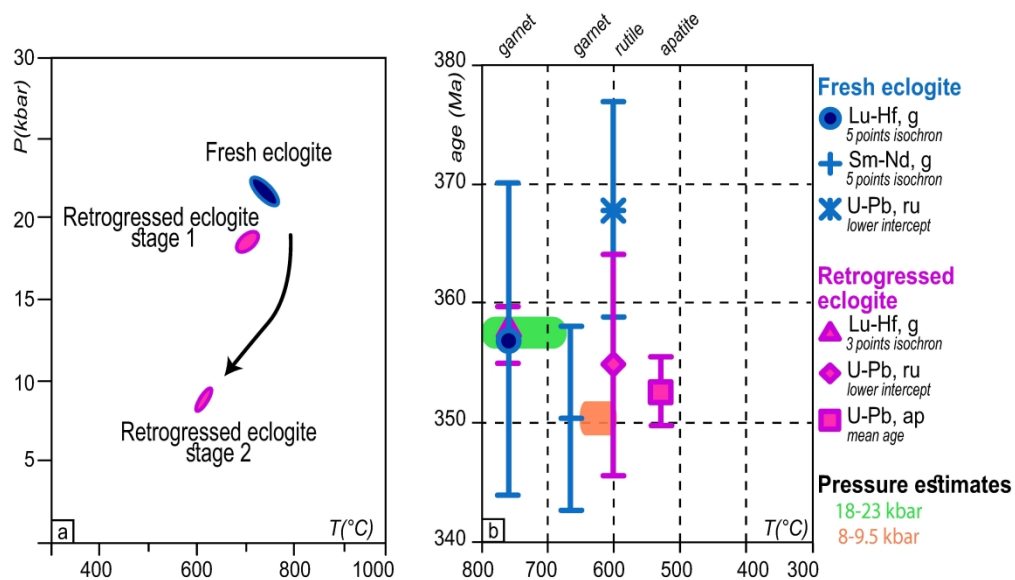 P(kbar)
30
25
20
15
10
5
Fresh eclogite
Retrogressed eclogite
stage 1
Retrogressed eclogite
stage 2
a
T(°C)
400
600
800
1000
garnet
garnet
rutile
apatite
age (Ma)
380
370
360
350
340
b
T(°C)
800
700
600
500
400
300
Fresh eclogite
Lu-Hf, g
5 points isochron
Sm-Nd, g
5 points isochron
U-Pb, ru
lower intercept
Retrogressed
eclogite
Lu-Hf, g
3 points isochron
U-Pb, ru
lower intercept
U-Pb, ap
mean age
Pressure estimates
18-23 kbar
8-9.5 kbar